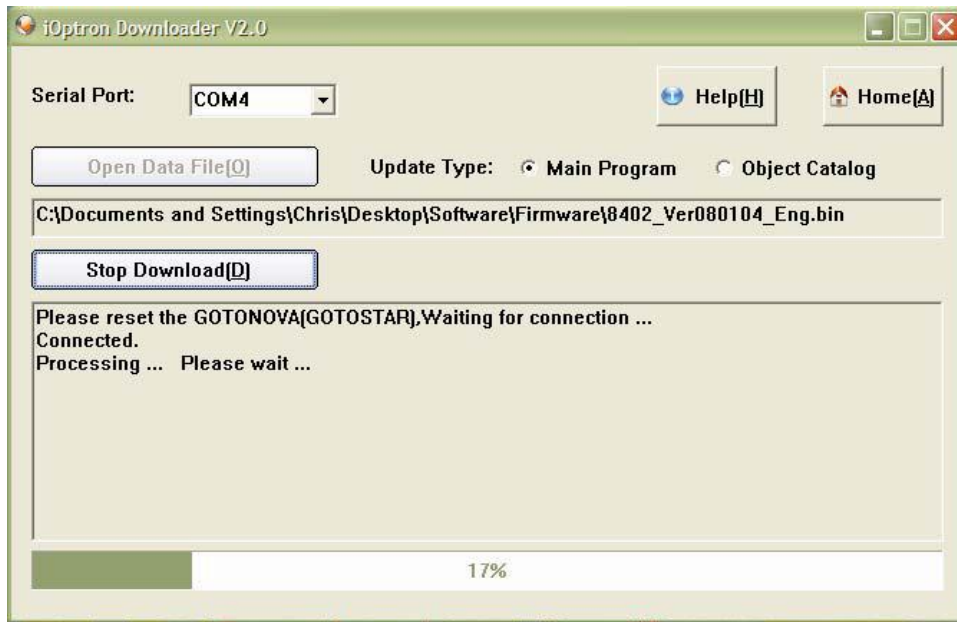 iOptron Downloader V2.0
Serial Port: COM4 Help(H) Home(A)
Open Data File(O) Update Type: Main Program Object Catalog
C:\Documents and Settings\Chris\Desktop\Software\Firmware\8402_Ver080104_Eng.bin
Stop Download(D)
Please reset the GOTONOVA(GOTOSTAR),Waiting for connection ...
Connected.
Processing ... Please wait ...
17%